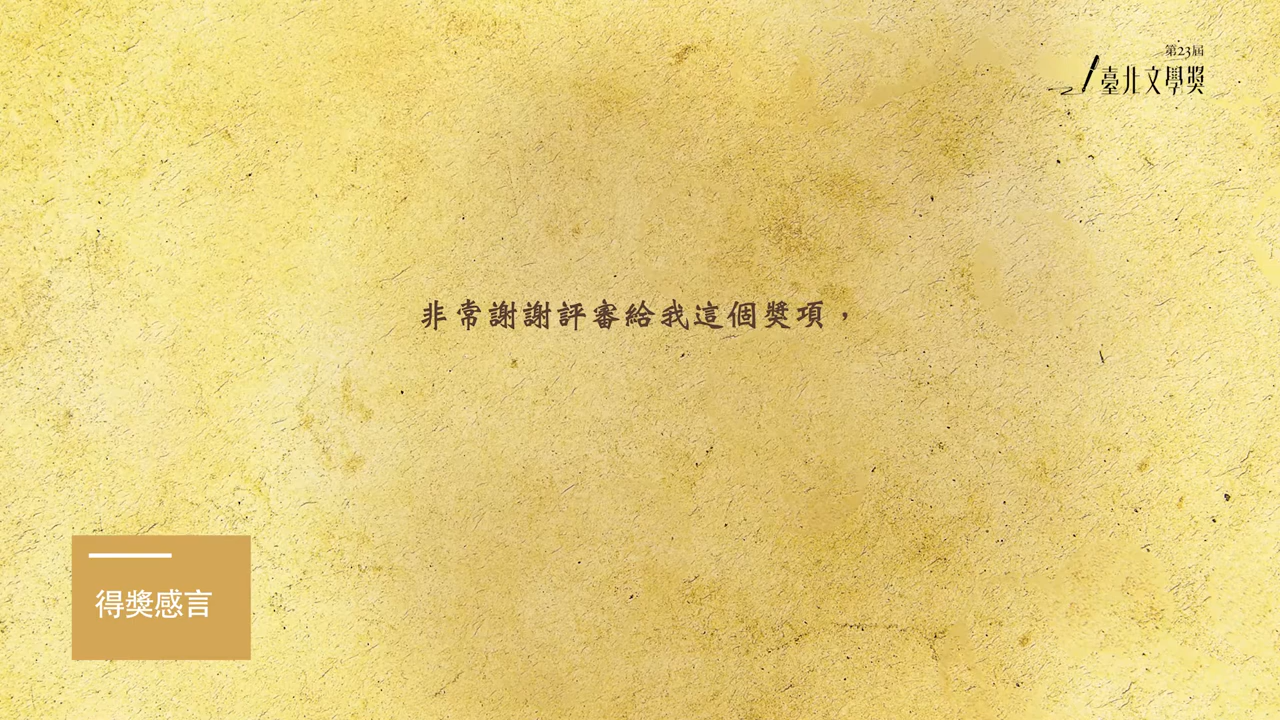 第23屆
臺北文學獎
非常謝謝評審給我這個獎項，
得獎感言